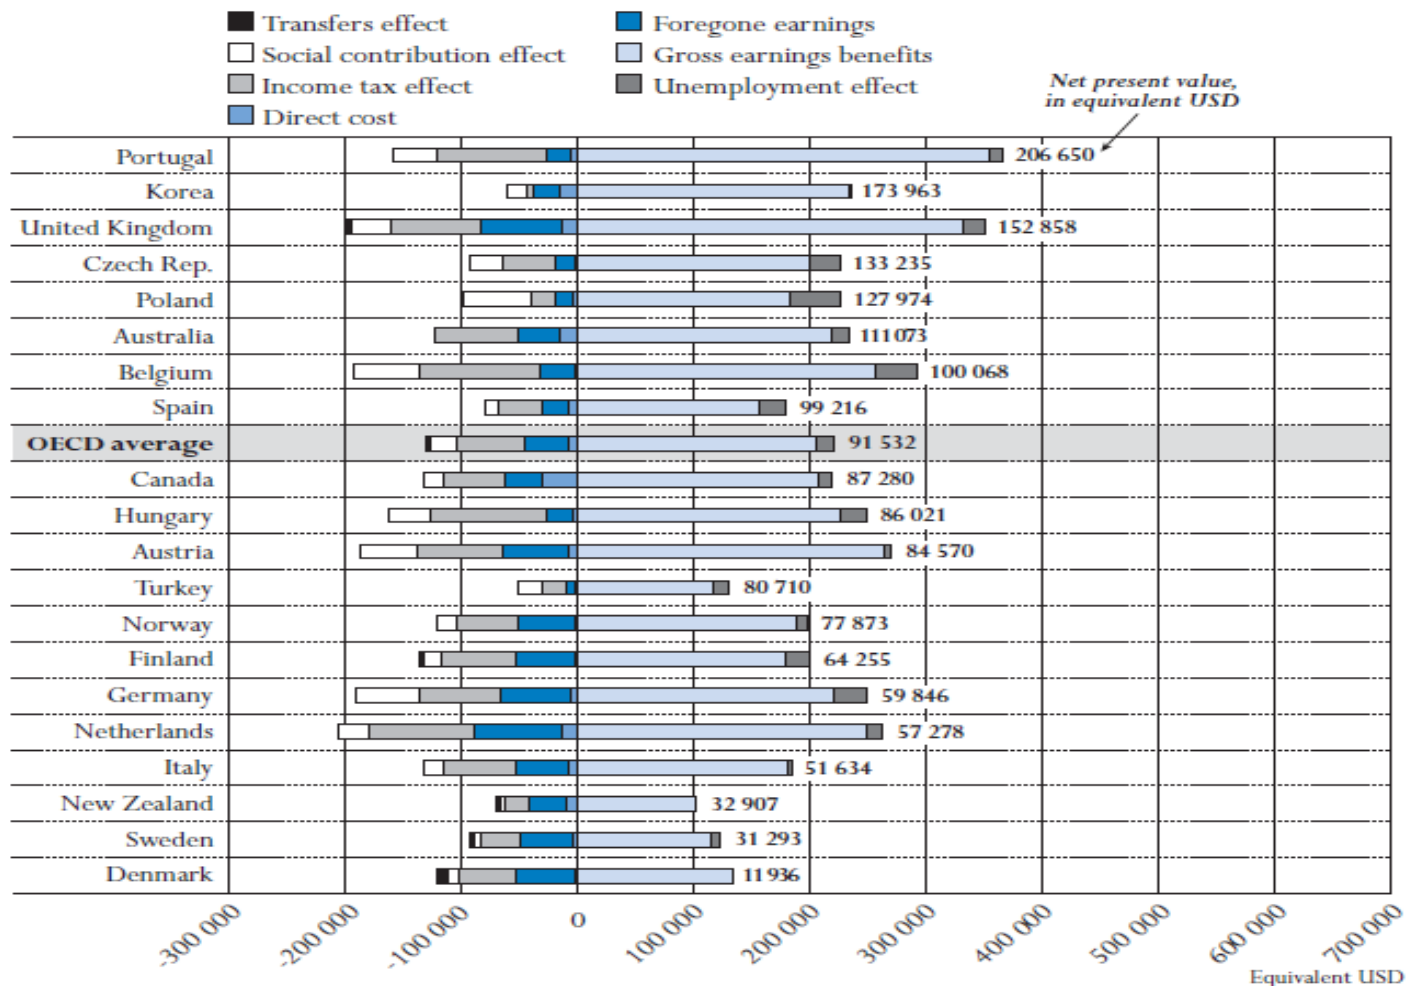 Transfers effect
Social contribution effect
Income tax effect
Direct cost
Foregone earnings
Gross earnings benefits
Unemployment effect
Net present value,
in equivalent USD
Portugal 206 650
Korea 173 963
United Kingdom 152 858
Czech Rep. 133 235
Poland 127 974
Australia 111 073
Belgium 100 068
Spain 99 216
OECD average 91 532
Canada 87 280
Hungary 86 021
Austria 84 570
Turkey 80 710
Norway 77 873
Finland 64 255
Germany 59 846
Netherlands 57 278
Italy 51 634
New Zealand 32 907
Sweden 31 293
Denmark 11 936
-300 000 -200 000 -100 000 0 100 000 200 000 300 000 400 000 500 000 600 000 700 000
Equivalent USD